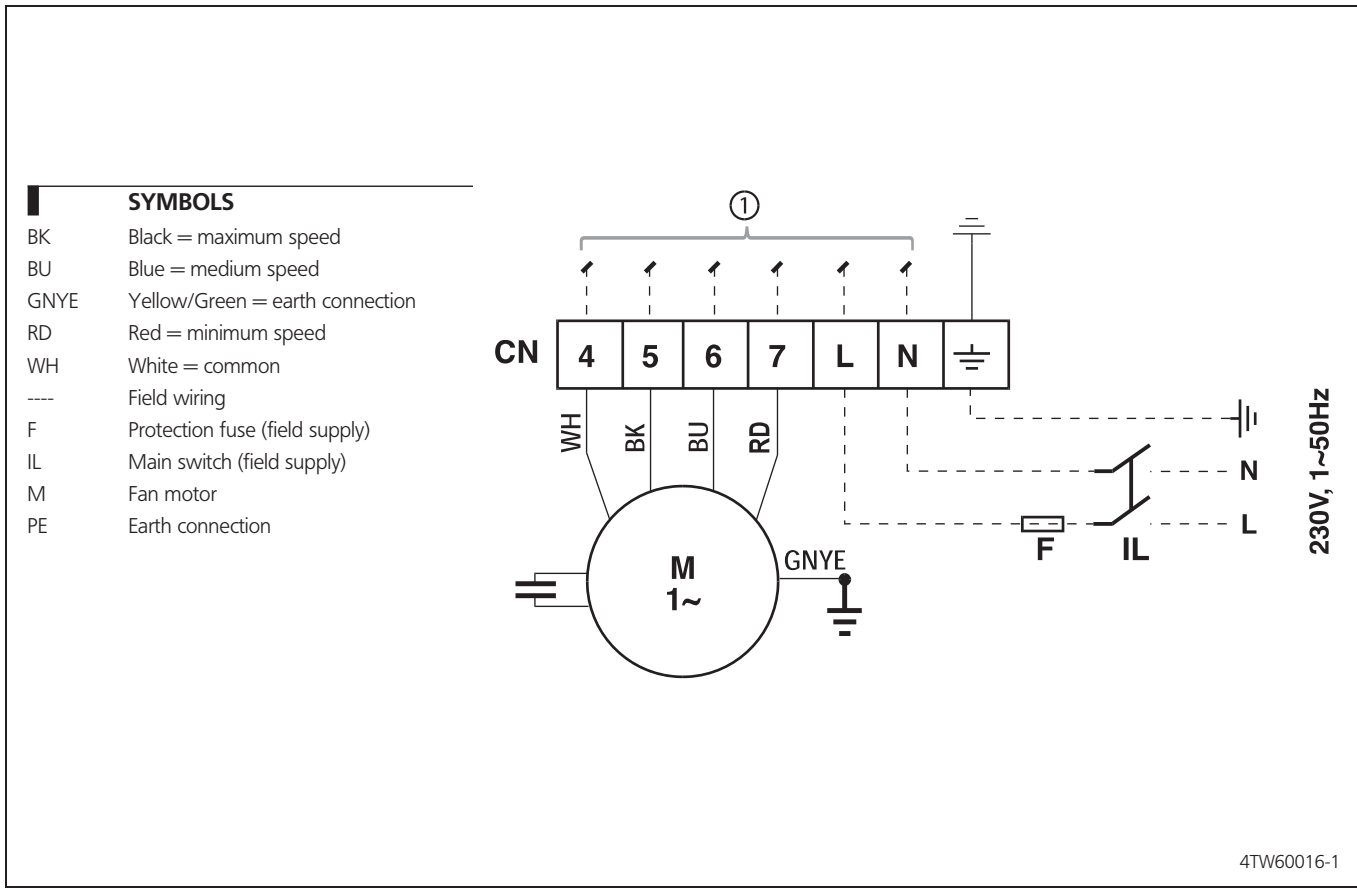 SYMBOLS
BK Black = maximum speed
BU Blue = medium speed
GNYE Yellow/Green = earth connection
RD Red = minimum speed
WH White = common
---- Field wiring
F Protection fuse (field supply)
IL Main switch (field supply)
M Fan motor
PE Earth connection
1
CN 4 5 6 7 L N
WH BK BU RD
N
L
F IL
230V, 1~50Hz
M
1~
GNYE
4TW60016-1